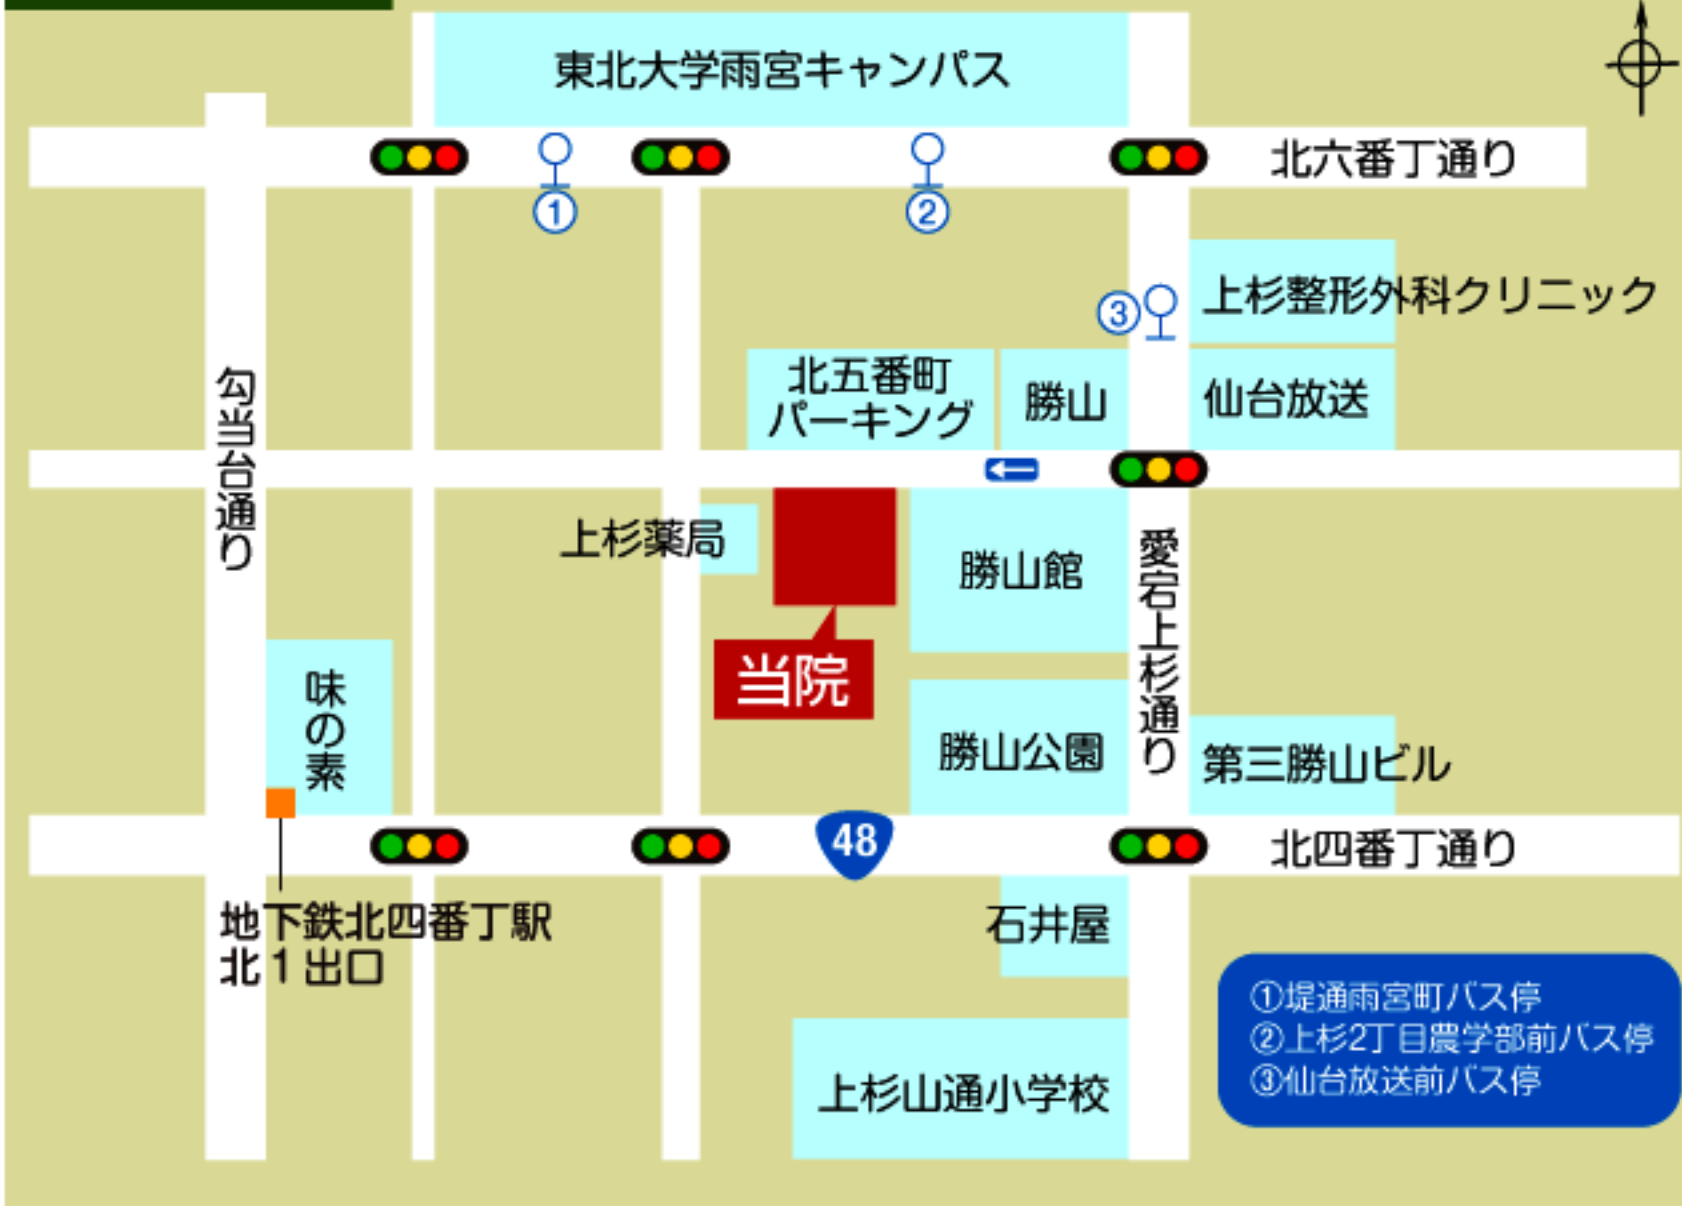 東北大学雨宮キャンパス
北六番丁通り
①
②
③
上杉整形外科クリニック
北五番町
パーキング
勝山
仙台放送
勾当台通り
上杉薬局
勝山館
愛宕上杉通り
当院
味の素
勝山公園
第三勝山ビル
48
北四番丁通り
地下鉄北四番丁駅
北1出口
石井屋
上杉山通小学校
①堤通雨宮町バス停
②上杉2丁目農学部前バス停
③仙台放送前バス停